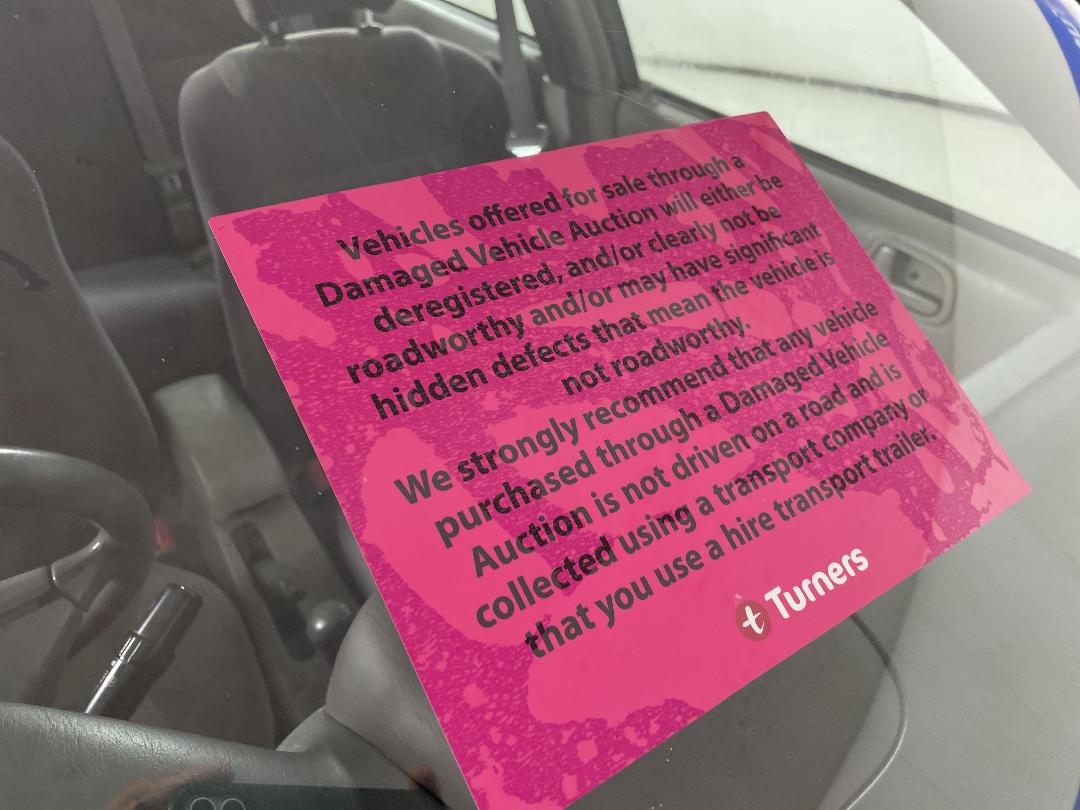 Vehicles offered for sale through a
Damaged Vehicle Auction will either be
deregistered, and/or clearly not be
roadworthy and/or may have significant
hidden defects that mean the vehicle is
not roadworthy.
We strongly recommend that any vehicle
purchased through a Damaged Vehicle
Auction is not driven on a road and is
collected using a transport company or
that you use a hire transport trailer.
t Turners